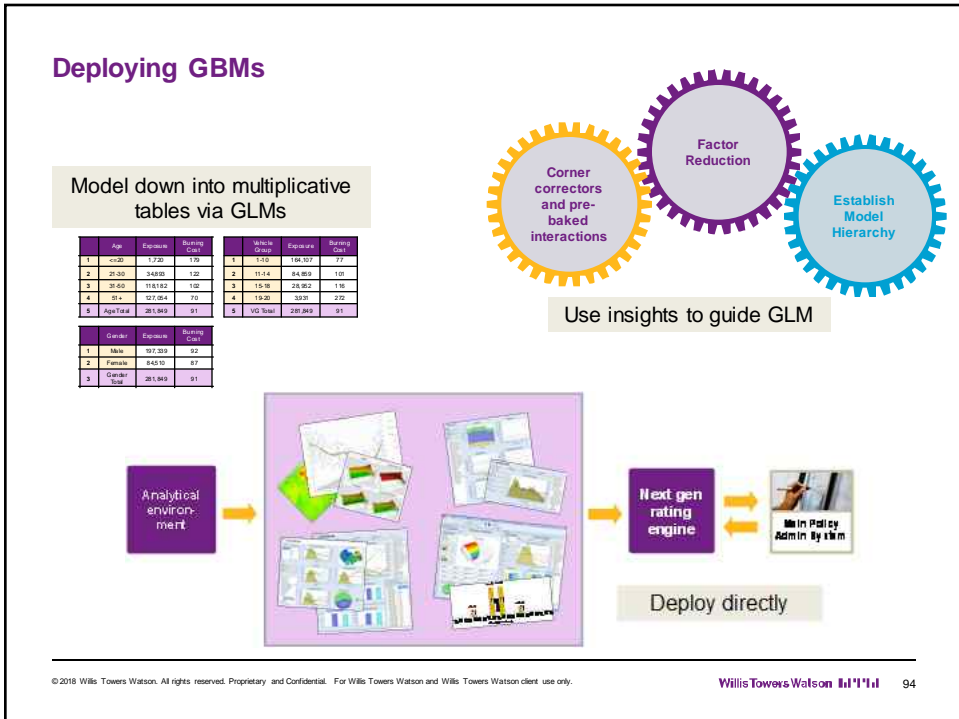 Deploying GBMs
Model down into multiplicative
tables via GLMs
Age Exposure Burning Cost
1 <=20 1,720 179
2 21-30 34,893 122
3 31-50 118,182 102
4 51+ 127,054 70
5 Age Total 281,849 91
Vehicle Group Exposure Burning Cost
1 1-10 164,107 77
2 11-14 84,859 101
3 15-18 28,952 116
4 19-20 3,931 272
5 VG Total 281,849 91
Gender Exposure Burning Cost
1 Male 197,339 92
2 Female 84,510 87
3 Gender Total 281,849 91
Corner
correctors
and pre-
baked
interactions
Factor
Reduction
Establish
Model
Hierarchy
Use insights to guide GLM
Analytical
environ-
ment
Next gen
rating
engine
Main Policy
Admin System
Deploy directly
© 2018 Willis Towers Watson. All rights reserved. Proprietary and Confidential. For Willis Towers Watson and Willis Towers Watson client use only.
Willis Towers Watson
94